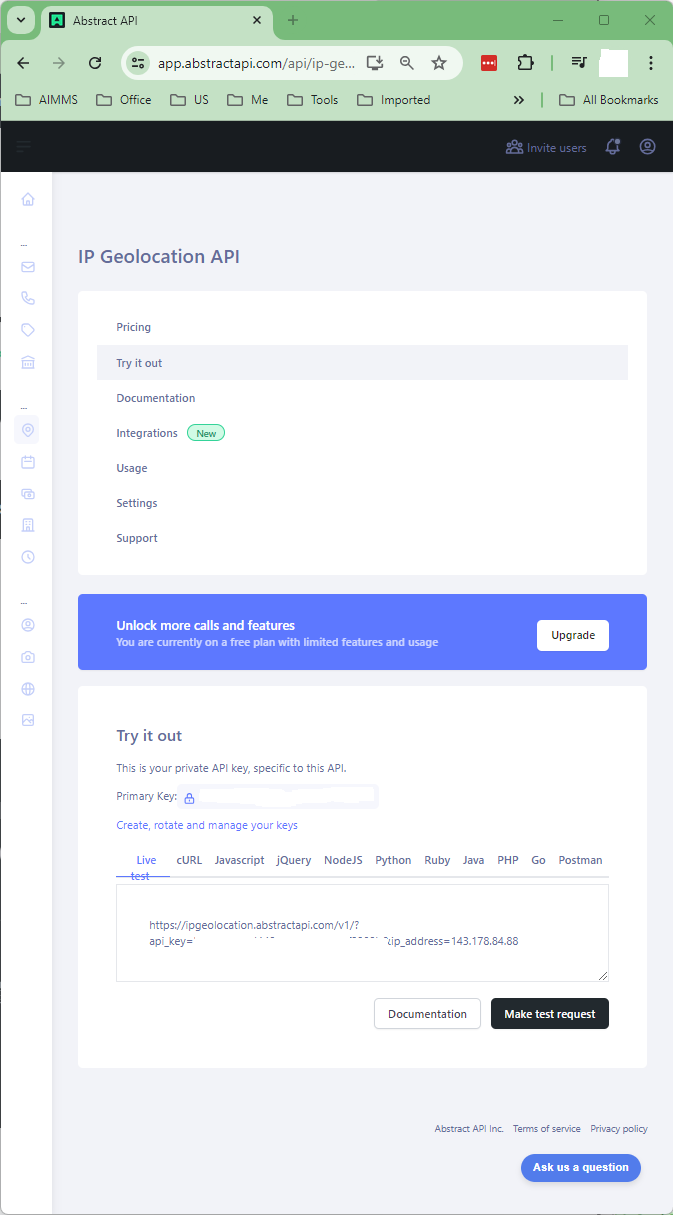 Abstract API
app.abstractapi.com/api/ip-ge...
AIMMS Office US Me Tools Imported » All Bookmarks
Invite users
...
...
...
IP Geolocation API
Pricing
Try it out
Documentation
Integrations New
Usage
Settings
Support
Unlock more calls and features
You are currently on a free plan with limited features and usage
Upgrade
Try it out
This is your private API key, specific to this API.
Primary Key:
Create, rotate and manage your keys
Live test cURL Javascript jQuery NodeJS Python Ruby Java PHP Go Postman
https://ipgeolocation.abstractapi.com/v1/?
api_key= &ip_address=143.178.84.88
Documentation Make test request
Abstract API Inc. Terms of service Privacy policy
Ask us a question